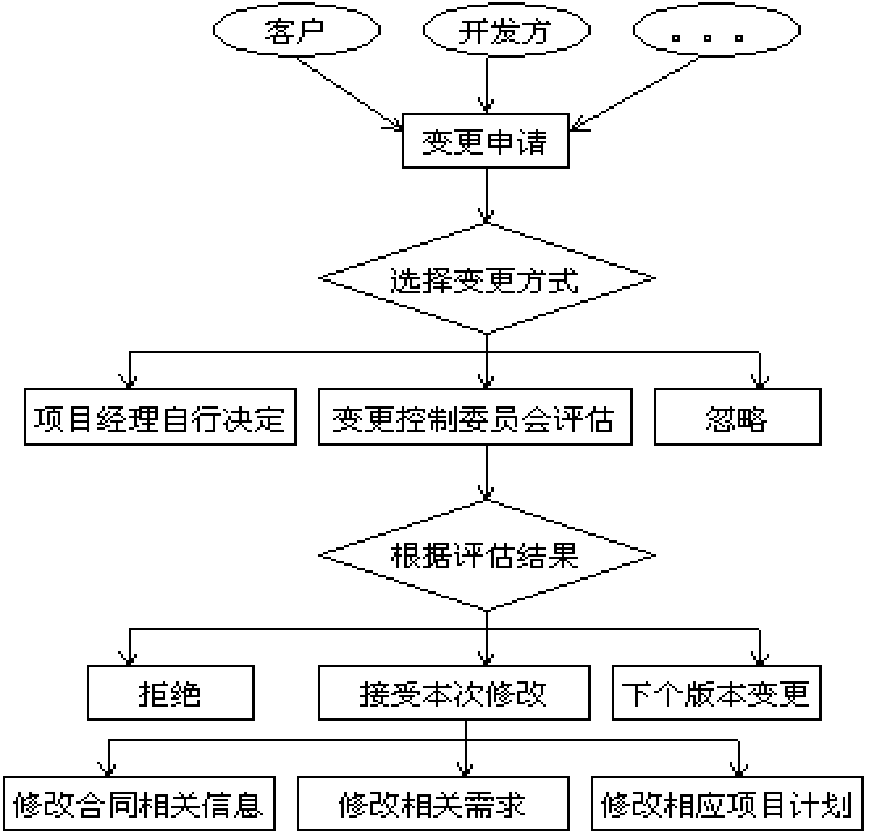 客户
开发方
。。。
变更申请
选择变更方式
项目经理自行决定
变更控制委员会评估
忽略
根据评估结果
拒绝
接受本次修改
下个版本变更
修改合同相关信息
修改相关需求
修改相应项目计划